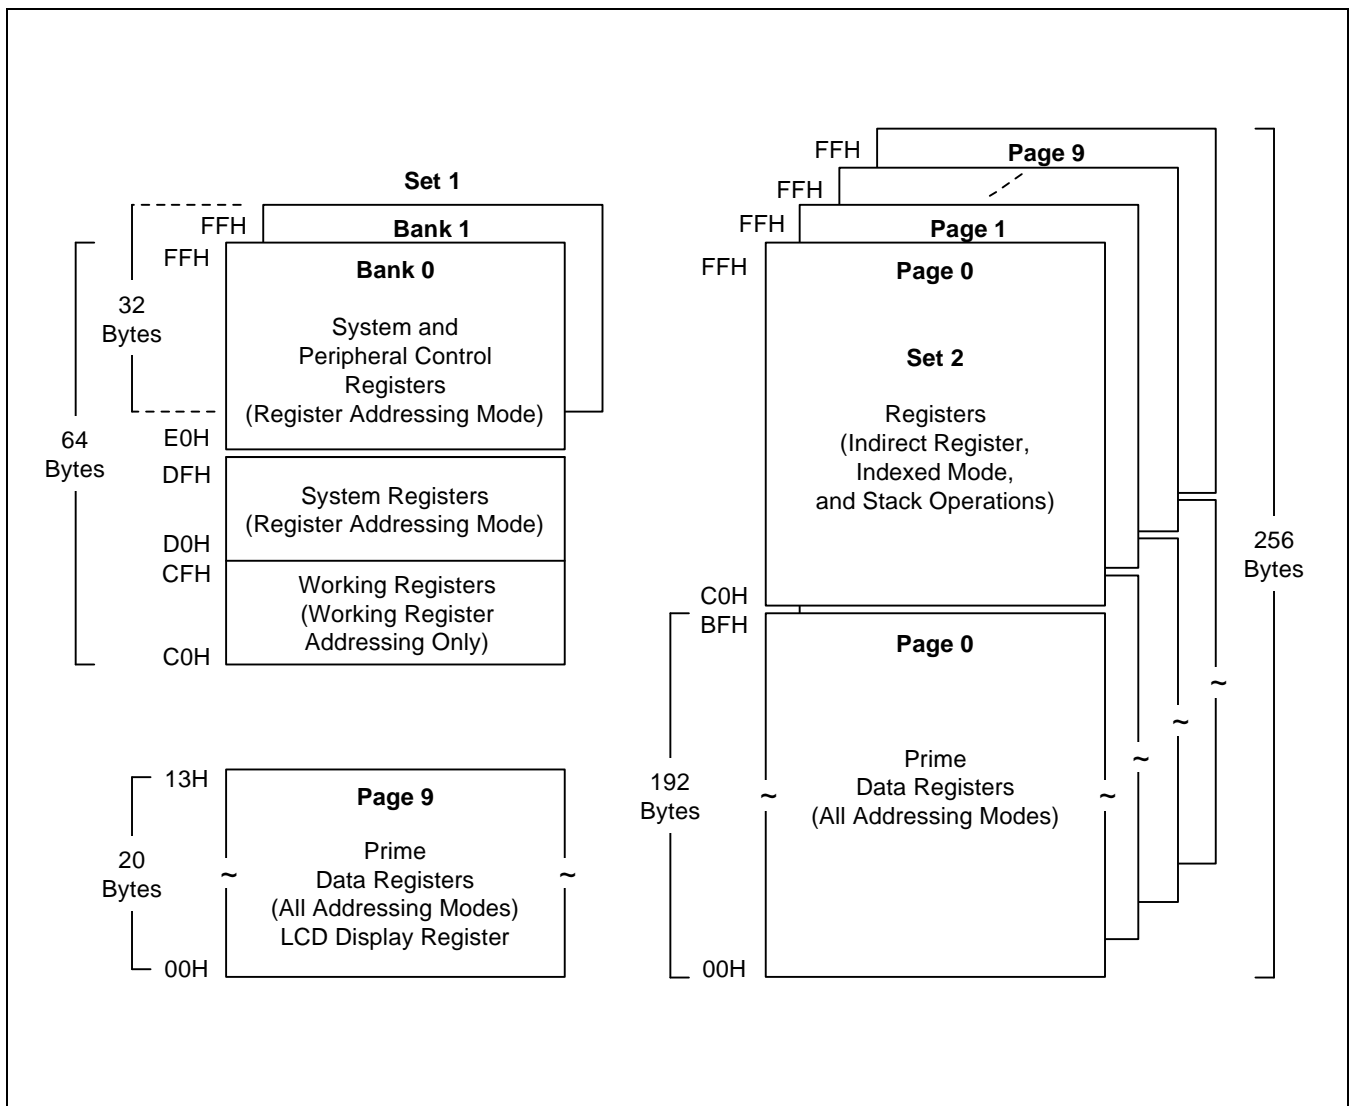 Set 1
FFH
Bank 1
FFH
Bank 0
32
Bytes
System and
Peripheral Control
Registers
(Register Addressing Mode)
64
Bytes
E0H
DFH
System Registers
(Register Addressing Mode)
D0H
CFH
Working Registers
(Working Register
Addressing Only)
C0H
13H
Page 9
20
Bytes
Prime
Data Registers
(All Addressing Modes)
LCD Display Register
~
~
00H
FFH
Page 9
FFH
FFH
Page 1
FFH
Page 0
Set 2
Registers
(Indirect Register,
Indexed Mode,
and Stack Operations)
256
Bytes
C0H
BFH
Page 0
192
Bytes
Prime
Data Registers
(All Addressing Modes)
~
~
~
~
~
00H